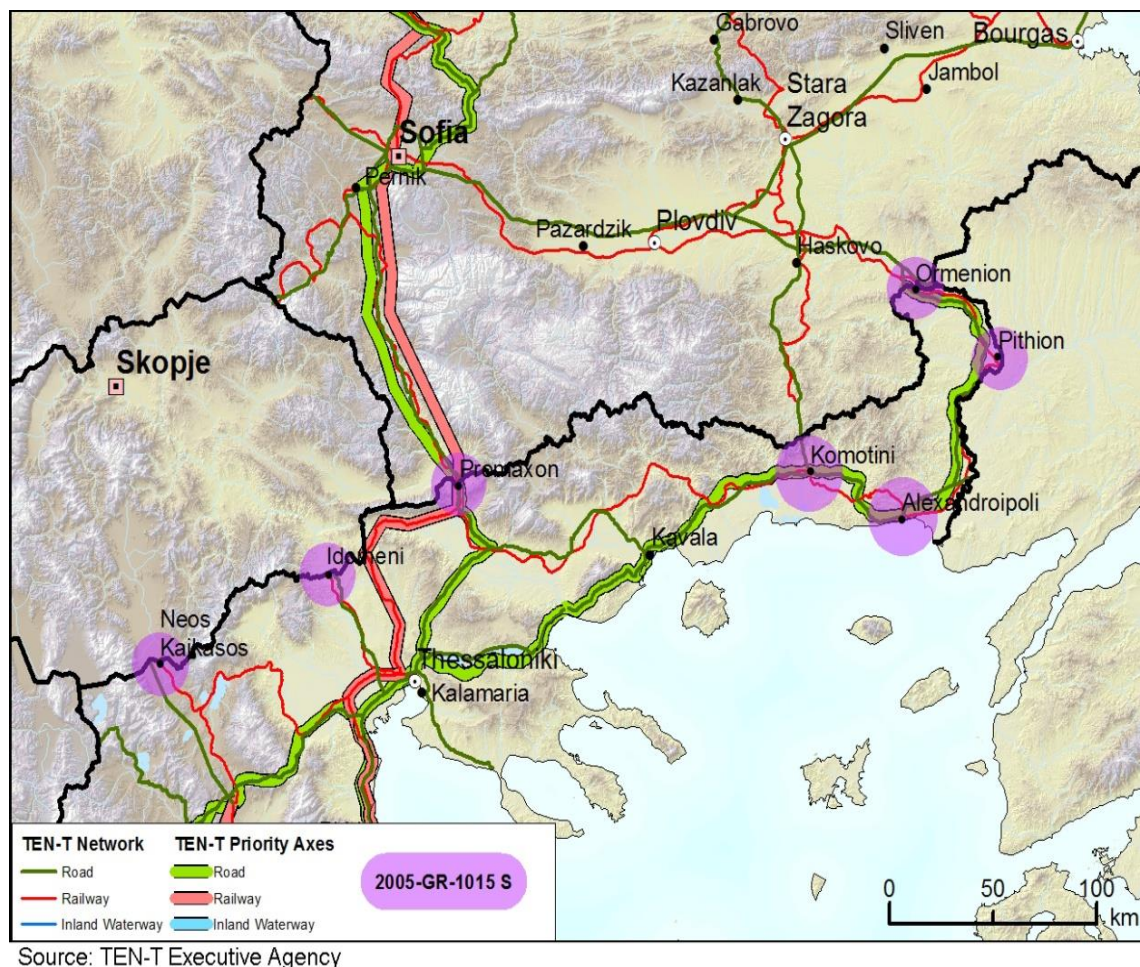 Gabrovo
Sliven
Bourgas
Kazanlak
Stara
Zagora
Jambol
Sofia
Pernik
Pazardzik
Plovdiv
Haskovo
Ormenion
Pithion
Skopje
Promaxon
Komotini
Alexandroipoli
Idomeni
Kavala
Neos
Kaikasos
Thessaloniki
Kalamaria
TEN-T Network
Road
Railway
Inland Waterway
TEN-T Priority Axes
Road
Railway
Inland Waterway
2005-GR-1015 S
0 50 100
km
Source: TEN-T Executive Agency